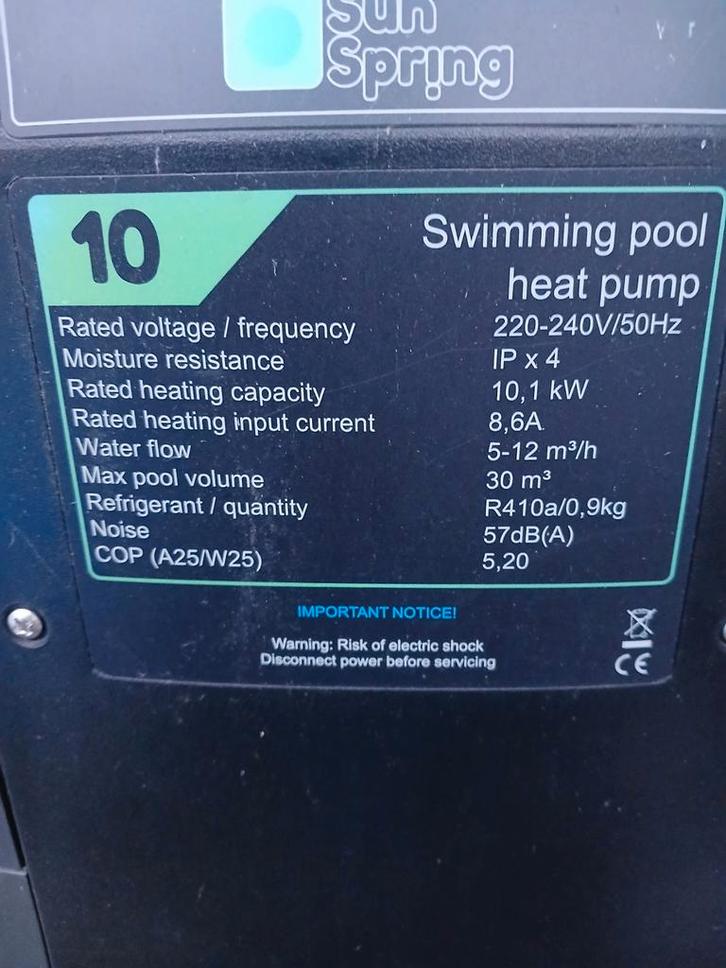 Sun
Spring
10
Swimming pool
heat pump
Rated voltage / frequency 220-240V/50Hz
Moisture resistance IP x 4
Rated heating capacity 10,1 kW
Rated heating input current 8,6A
Water flow 5-12 m³/h
Max pool volume 30 m³
Refrigerant / quantity R410a/0,9kg
Noise 57dB(A)
COP (A25/W25) 5,20
IMPORTANT NOTICE!
Warning: Risk of electric shock
Disconnect power before servicing
CE